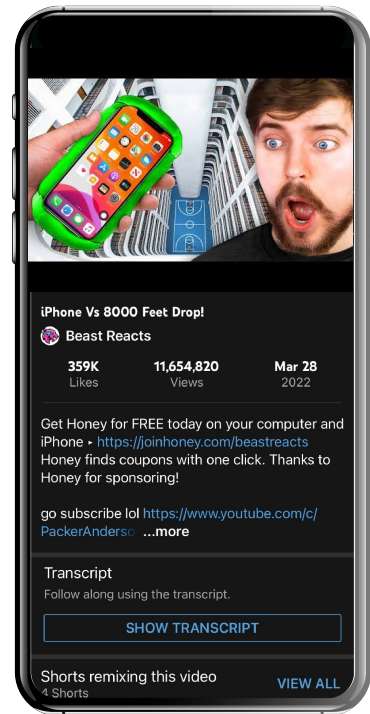 iPhone Vs 8000 Feet Drop!
Beast Reacts
359K 11,654,820 Mar 28
Likes Views 2022
Get Honey for FREE today on your computer and
iPhone ▸ https://joinhoney.com/beastreacts
Honey finds coupons with one click. Thanks to
Honey for sponsoring!
go subscribe lol https://www.youtube.com/c/
PackerAnderso ...more
Transcript
Follow along using the transcript.
SHOW TRANSCRIPT
Shorts remixing this video VIEW ALL
4 Shorts